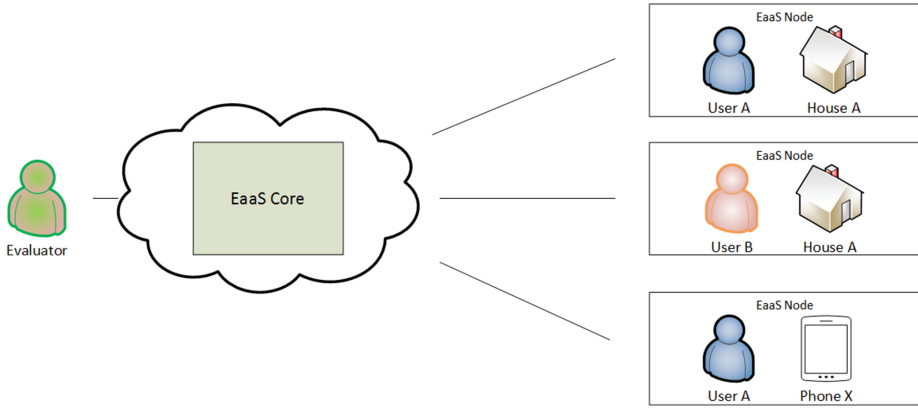 EaaS Node
User A House A
EaaS Core
Evaluator
EaaS Node
User B House A
EaaS Node
User A Phone X